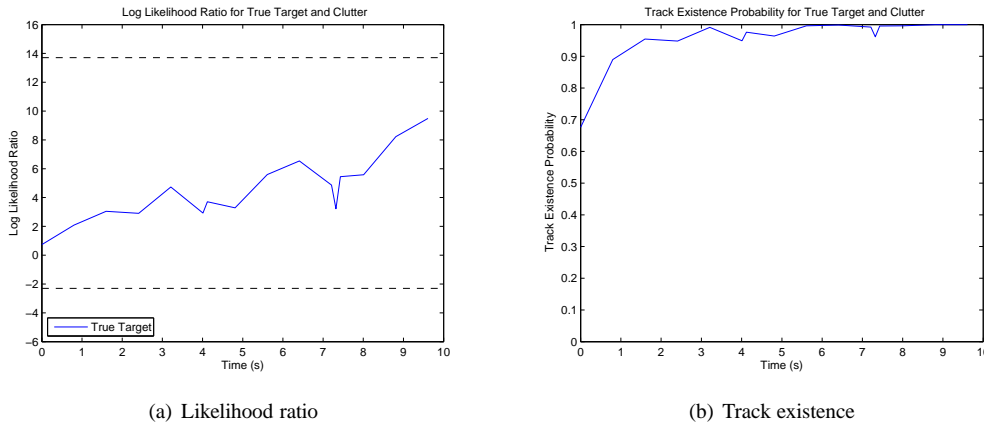 Log Likelihood Ratio for True Target and Clutter
16
14
12
10
8
6
4
2
0
−2
−4
−6
Log Likelihood Ratio
True Target
0 1 2 3 4 5 6 7 8 9 10
Time (s)
(a) Likelihood ratio
Track Existence Probability for True Target and Clutter
1
0.9
0.8
0.7
0.6
0.5
0.4
0.3
0.2
0.1
0
Track Existence Probability
0 1 2 3 4 5 6 7 8 9 10
Time (s)
(b) Track existence